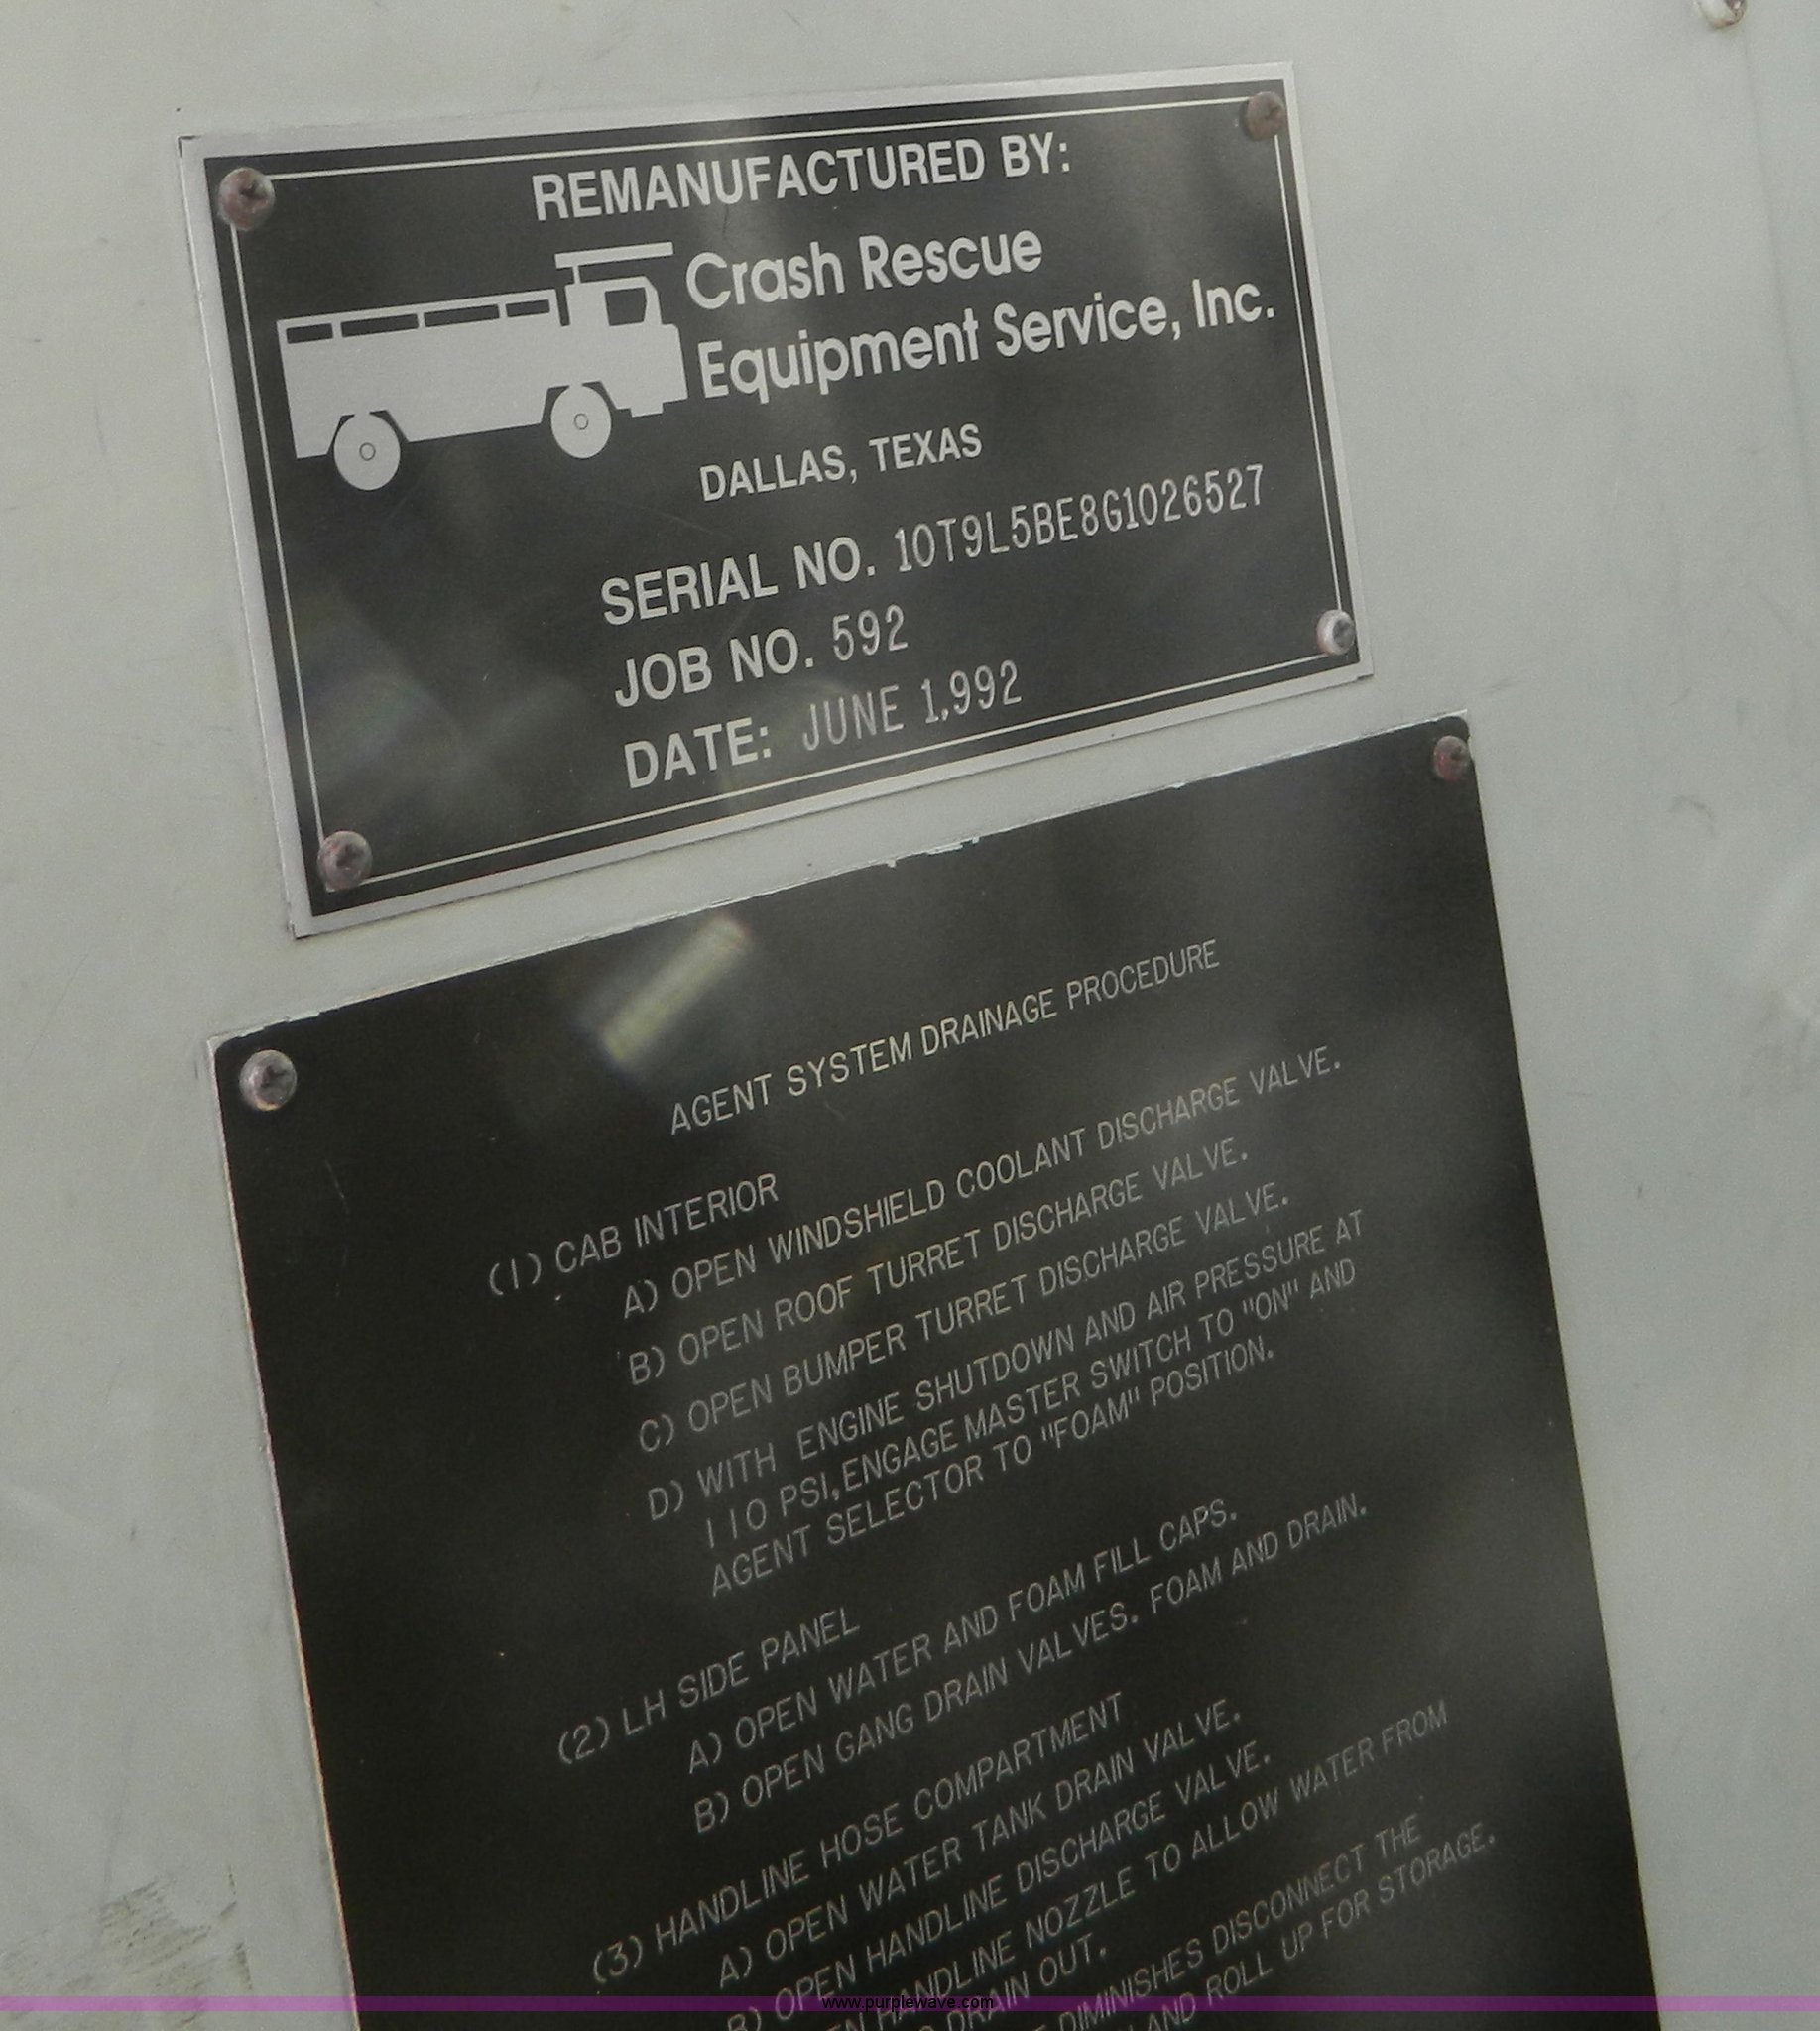 REMANUFACTURED BY:
Crash Rescue
Equipment Service, Inc.
DALLAS, TEXAS
SERIAL NO. 10T9L5BE8G1026527
JOB NO. 592
DATE: JUNE 1,992
AGENT SYSTEM DRAINAGE PROCEDURE
(1) CAB INTERIOR
A) OPEN WINDSHIELD COOLANT DISCHARGE VALVE.
B) OPEN ROOF TURRET DISCHARGE VALVE.
C) OPEN BUMPER TURRET DISCHARGE VALVE.
D) WITH ENGINE SHUTDOWN AND AIR PRESSURE AT
110 PSI, ENGAGE MASTER SWITCH TO "ON" AND
AGENT SELECTOR TO "FOAM" POSITION.
(2) LH SIDE PANEL
A) OPEN WATER AND FOAM FILL CAPS.
B) OPEN GANG DRAIN VALVES. FOAM AND DRAIN.
(3) HANDLINE HOSE COMPARTMENT
A) OPEN WATER TANK DRAIN VALVE.
B) OPEN HANDLINE DISCHARGE VALVE.
HANDLINE NOZZLE TO ALLOW WATER FROM
DRAIN OUT.
DIMINISHES DISCONNECT THE
AND ROLL UP FOR STORAGE.
www.purplewave.com